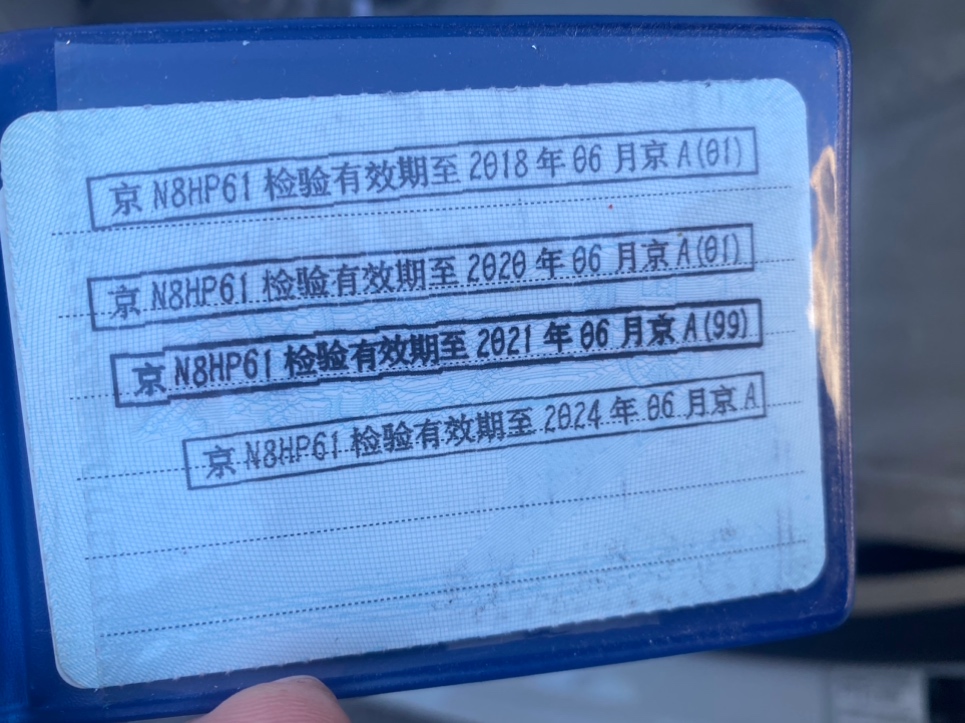 京 N8HP61 检验有效期至 2018 年 06 月京 A(01)
京 N8HP61 检验有效期至 2020 年 06 月京 A(01)
京 N8HP61 检验有效期至 2021 年 06 月京 A(99)
京 N8HP61 检验有效期至 2024 年 06 月京 A